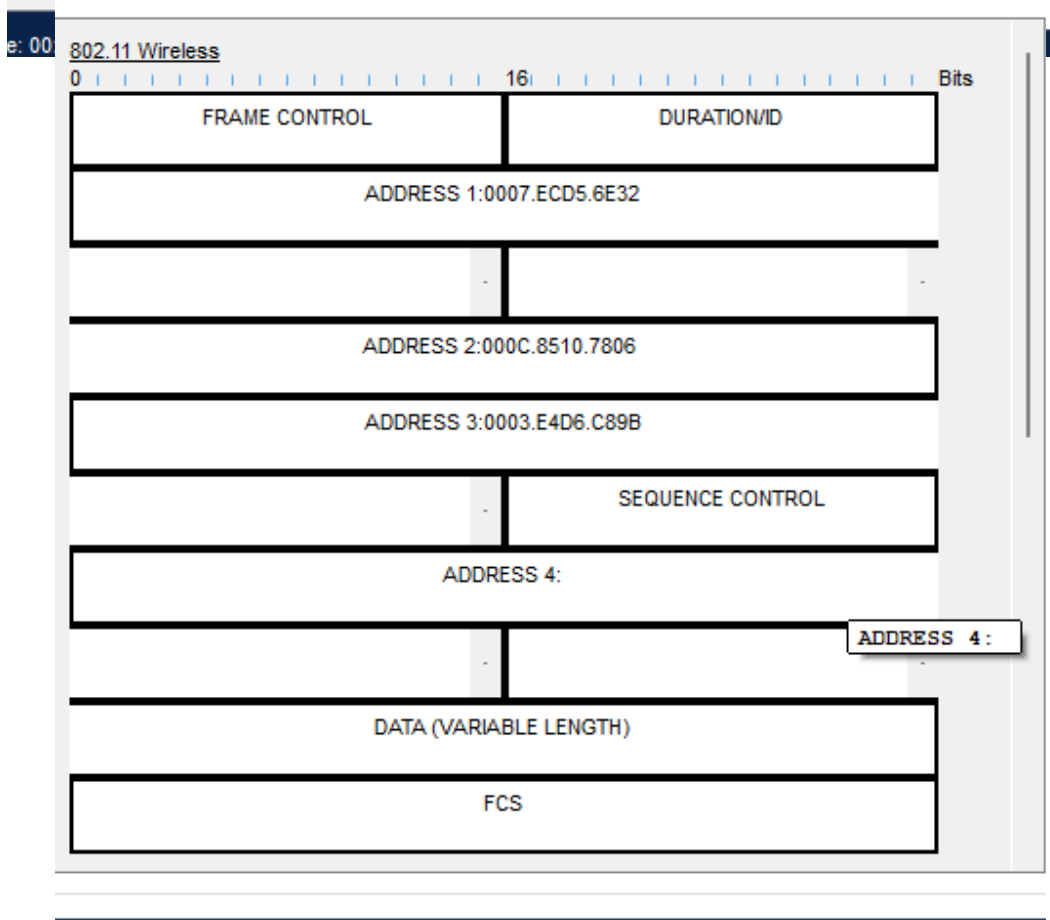 e: 00:
802.11 Wireless
0 16 Bits
FRAME CONTROL DURATION/ID
ADDRESS 1:0007.ECD5.6E32
- -
ADDRESS 2:000C.8510.7806
ADDRESS 3:0003.E4D6.C89B
- SEQUENCE CONTROL
ADDRESS 4:
ADDRESS 4:
- -
DATA (VARIABLE LENGTH)
FCS